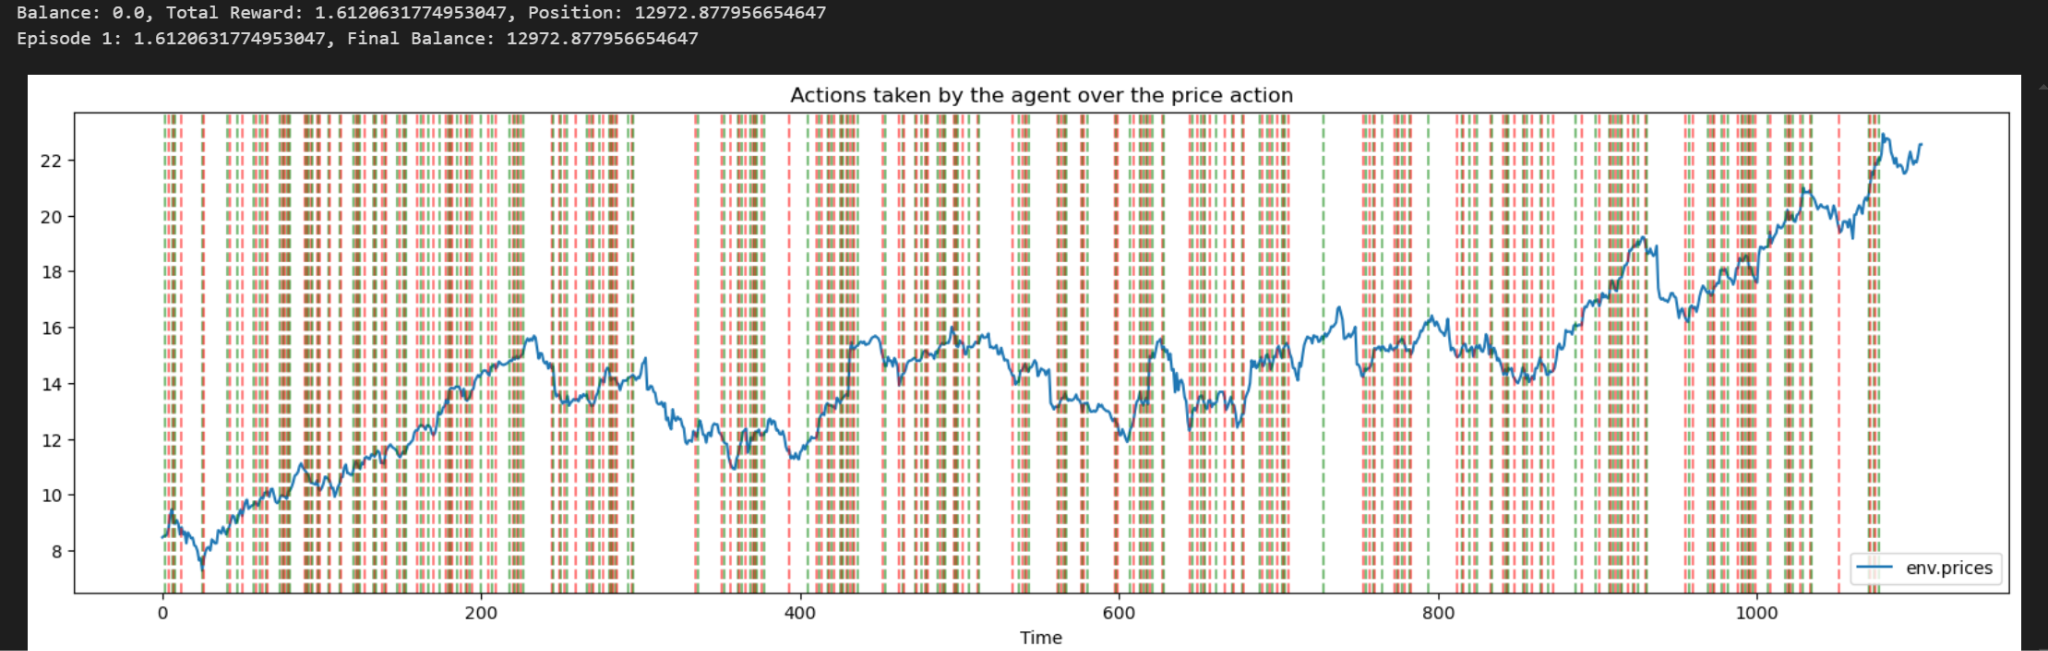 Balance: 0.0, Total Reward: 1.6120631774953047, Position: 12972.877956654647
Episode 1: 1.6120631774953047, Final Balance: 12972.877956654647
Actions taken by the agent over the price action
22
20
18
16
14
12
10
8
env.prices
0 200 400 600 800 1000
Time